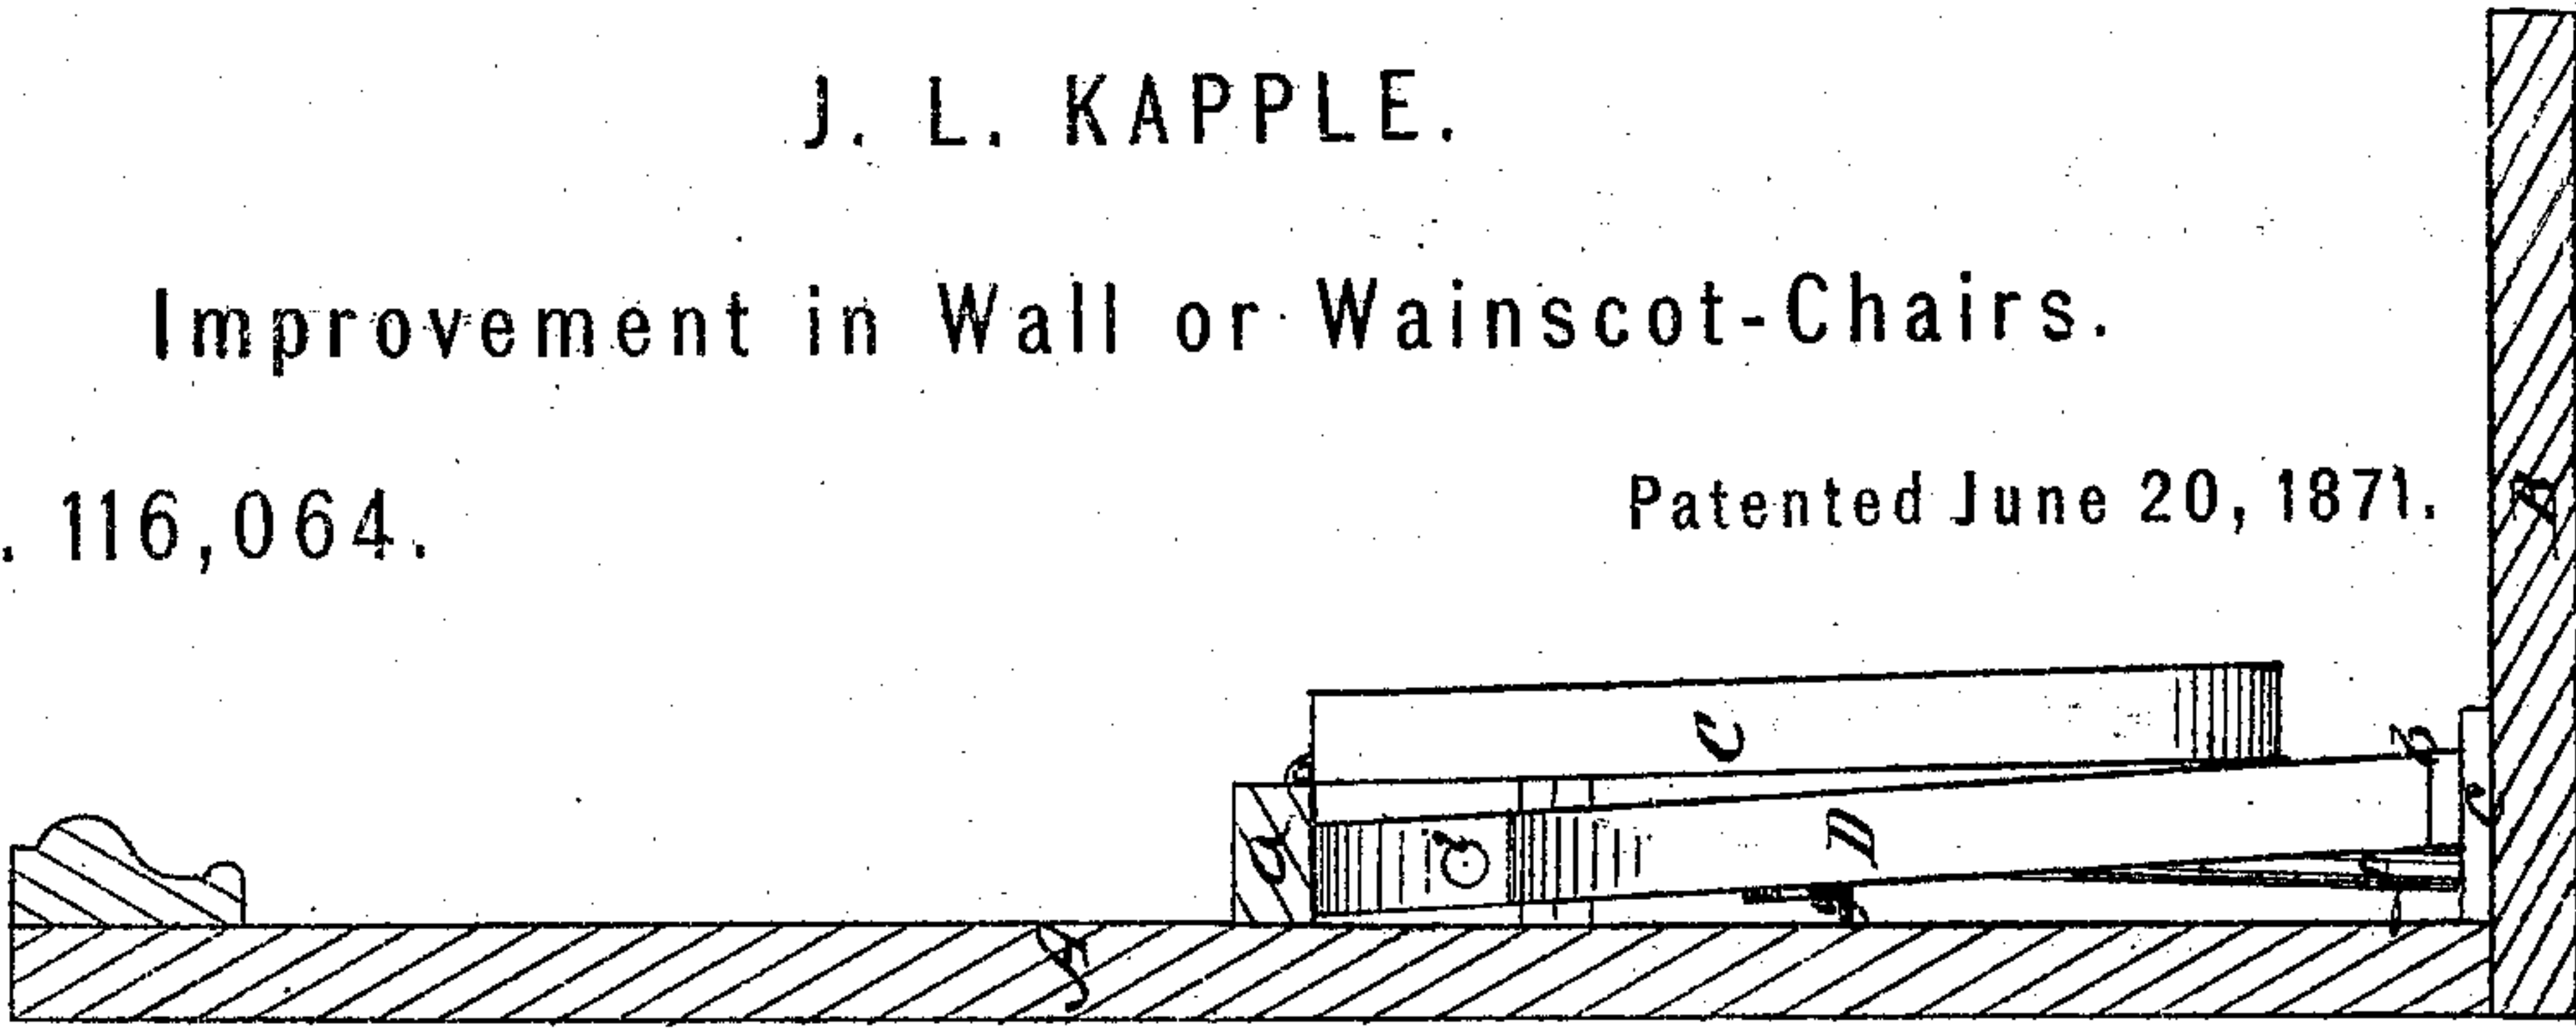 J. L. KAPPLE.
Improvement in Wall or Wainscot-Chairs.
. 116,064.
Patented June 20, 1871.
A
C
b
a
d
D